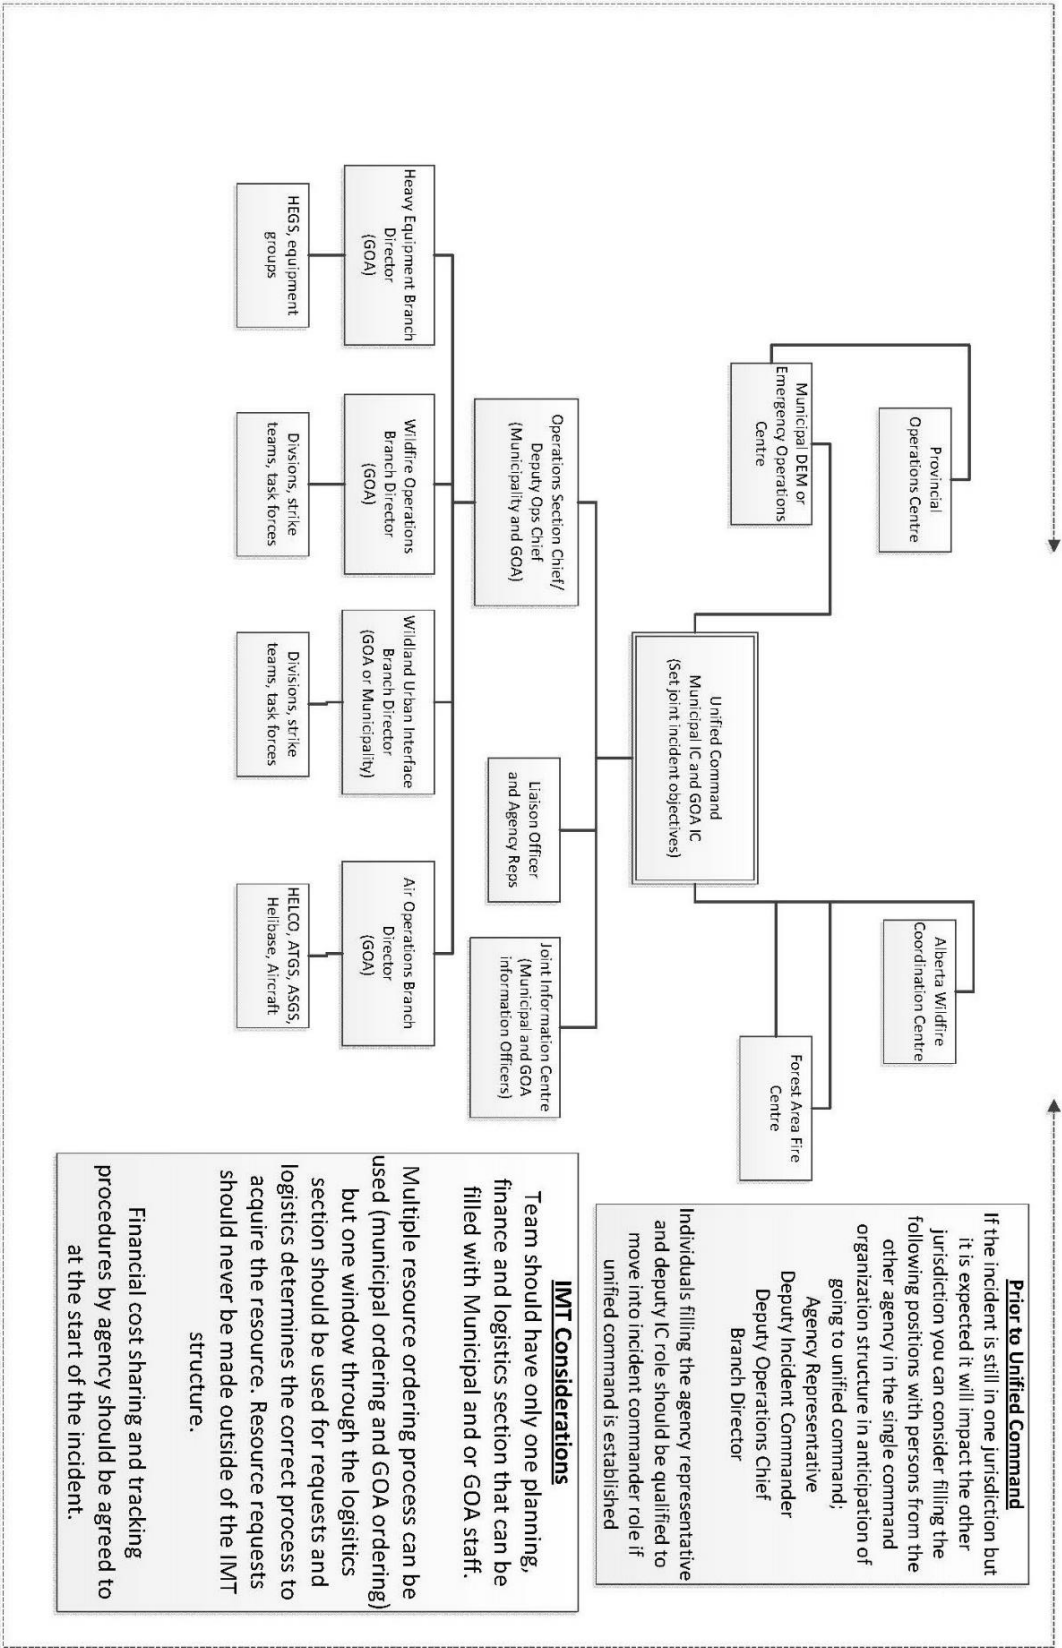 Provincial
Operations Centre
Municipal DEM or
Emergency Operations
Centre
Alberta Wildfire
Coordination Centre
Forest Area Fire
Centre
Unified Command
Municipal IC and GOA IC
(Set joint incident objectives)
Operations Section Chief/
Deputy Ops Chief
(Municipality and GOA)
Liaison Officer
and Agency Reps
Joint Information Centre
(Municipal and GOA
information Officers)
Heavy Equipment Branch
Director
(GOA)
Wildfire Operations
Branch Director
(GOA)
Wildland Urban Interface
Branch Director
(GOA or Municipality)
Air Operations Branch
Director
(GOA)
HEGS, equipment
groups
Divsions, strike
teams, task forces
Divisions, strike
teams, task forces
HELCO, ATGS, ASGS,
Helibase, Aircraft
Prior to Unified Command
If the incident is still in one jurisdiction but
it is expected it will impact the other
jurisdiction you can consider filling the
following positions with persons from the
other agency in the single command
organization structure in anticipation of
going to unified command;
Agency Representative
Deputy Incident Commander
Deputy Operations Chief
Branch Director
Individuals filling the agency representative
and deputy IC role should be qualified to
move into incident commander role if
unified command is established
IMT Considerations
Team should have only one planning,
finance and logistics section that can be
filled with Municipal and or GOA staff.
Multiple resource ordering process can be
used (municipal ordering and GOA ordering)
but one window through the logisitics
section should be used for requests and
logistics determines the correct process to
acquire the resource. Resource requests
should never be made outside of the IMT
structure.
Financial cost sharing and tracking
procedures by agency should be agreed to
at the start of the incident.